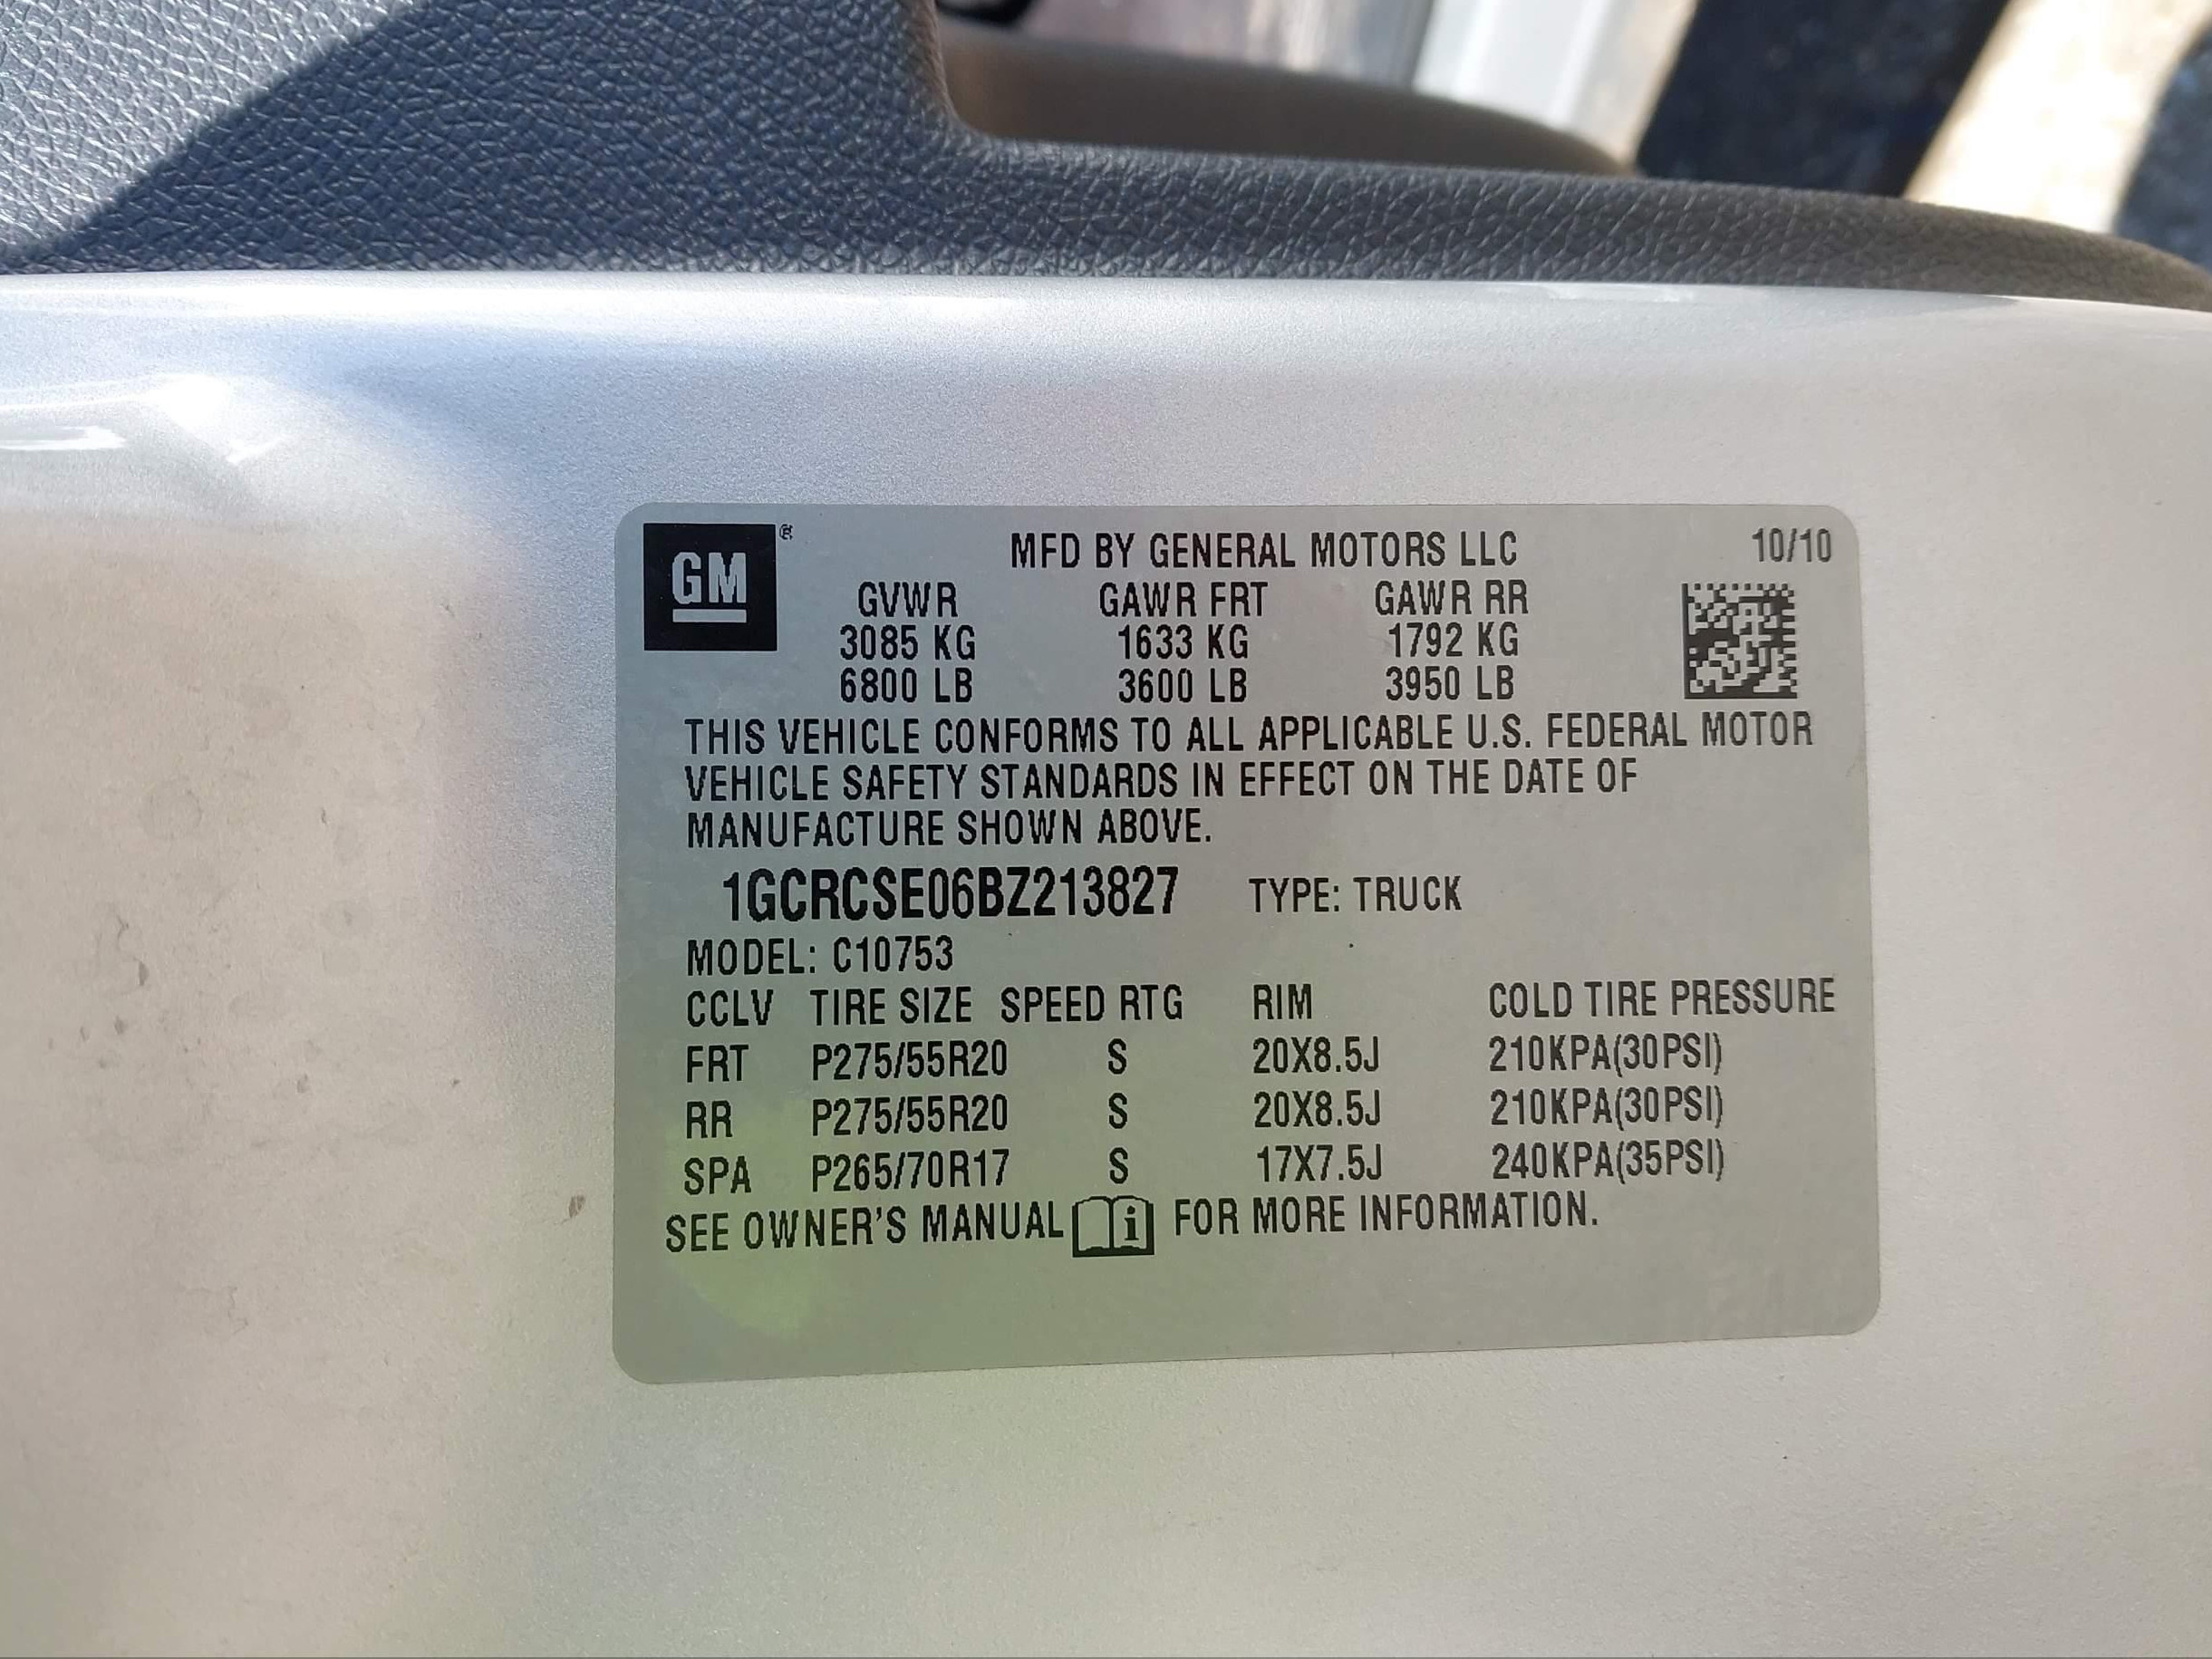 GM ® MFD BY GENERAL MOTORS LLC 10/10
GVWR GAWR FRT GAWR RR
3085 KG 1633 KG 1792 KG
6800 LB 3600 LB 3950 LB
THIS VEHICLE CONFORMS TO ALL APPLICABLE U.S. FEDERAL MOTOR
VEHICLE SAFETY STANDARDS IN EFFECT ON THE DATE OF
MANUFACTURE SHOWN ABOVE.
1GCRCSE06BZ213827 TYPE: TRUCK
MODEL: C10753
CCLV TIRE SIZE SPEED RTG RIM COLD TIRE PRESSURE
FRT P275/55R20 S 20X8.5J 210KPA(30PSI)
RR P275/55R20 S 20X8.5J 210KPA(30PSI)
SPA P265/70R17 S 17X7.5J 240KPA(35PSI)
SEE OWNER'S MANUAL i FOR MORE INFORMATION.